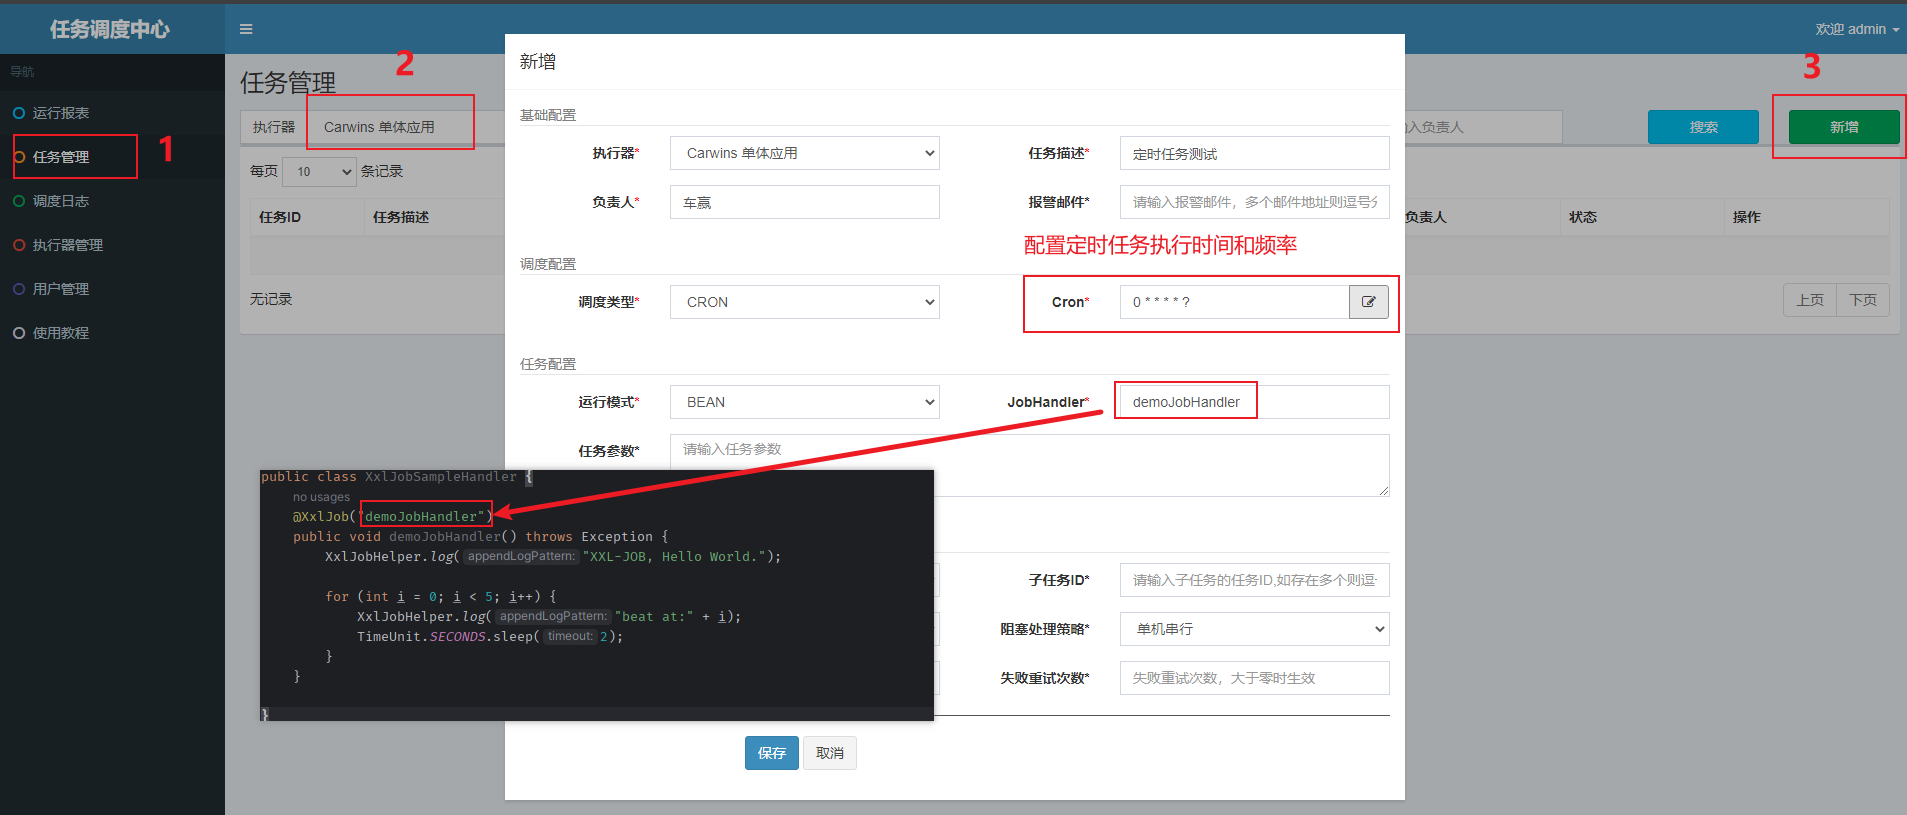 任务调度中心
欢迎 admin
导航
运行报表
任务管理
调度日志
执行器管理
用户管理
使用教程
1
任务管理
2
3
执行器
Carwins 单体应用
入负责人
搜索
新增
每页
10
条记录
任务ID
任务描述
负责人
状态
操作
无记录
上页
下页
新增
基础配置
执行器*
Carwins 单体应用
任务描述*
定时任务测试
负责人*
车赢
报警邮件*
请输入报警邮件，多个邮件地址则逗号分
配置定时任务执行时间和频率
调度配置
调度类型*
CRON
Cron*
0 * * * * ?
任务配置
运行模式*
BEAN
JobHandler*
demoJobHandler
任务参数*
请输入任务参数
public class XxlJobSampleHandler {
no usages
@XxlJob("demoJobHandler")
public void demoJobHandler() throws Exception {
XxlJobHelper.log( appendLogPattern: "XXL-JOB, Hello World.");
for (int i = 0; i < 5; i++) {
XxlJobHelper.log( appendLogPattern: "beat at:" + i);
TimeUnit.SECONDS.sleep( timeout: 2);
}
}
}
子任务ID*
请输入子任务的任务ID,如存在多个则逗
阻塞处理策略*
单机串行
失败重试次数*
失败重试次数，大于零时生效
保存
取消